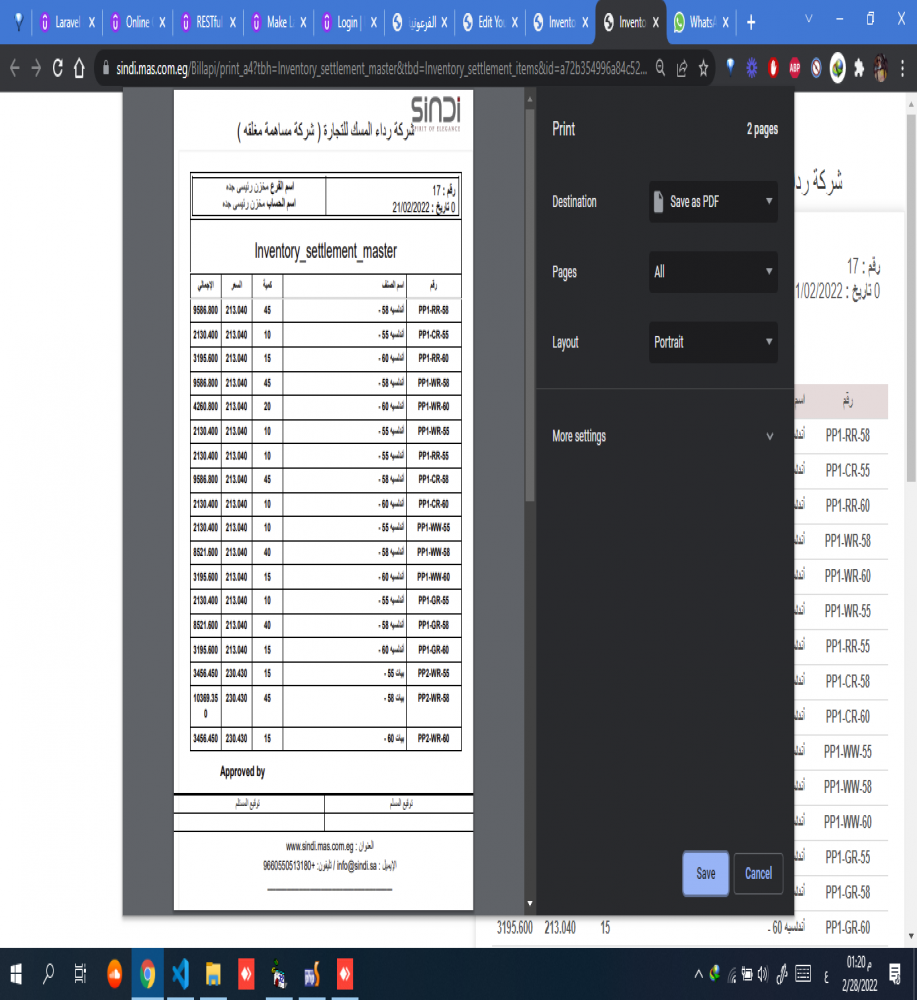 Laravel
Online
RESTful
Make L
Login |
الفرعونية
Edit You
Invento
Invento
WhatsA
sindi.mas.com.eg/Billapi/print_a4?tbh=Inventory_settlement_master&tbd=Inventory_settlement_items&id=a72b354996a84c52...
ABP
SINDI
SPIRIT OF ELEGANCE
شركة رداء المسك للتجارة ( شركة مساهمة مغلقه )
رقم : 17
0 تاريخ : 21/02/2022
اسم الفرع مخزن رئيسى جده
اسم الحساب مخزن رئيسى جده
Inventory_settlement_master
رقم اسم الصنف كمية السعر الإجمالي
PP1-RR-58 أندلسيه 58 - 45 213.040 9586.800
PP1-CR-55 أندلسيه 55 - 10 213.040 2130.400
PP1-RR-60 أندلسيه 60 - 15 213.040 3195.600
PP1-WR-58 أندلسيه 58 - 45 213.040 9586.800
PP1-WR-60 أندلسيه 60 - 20 213.040 4260.800
PP1-WR-55 أندلسيه 55 - 10 213.040 2130.400
PP1-RR-55 أندلسيه 55 - 10 213.040 2130.400
PP1-CR-58 أندلسيه 58 - 45 213.040 9586.800
PP1-CR-60 أندلسيه 60 - 10 213.040 2130.400
PP1-WW-55 أندلسيه 55 - 10 213.040 2130.400
PP1-WW-58 أندلسيه 58 - 40 213.040 8521.600
PP1-WW-60 أندلسيه 60 - 15 213.040 3195.600
PP1-GR-55 أندلسيه 55 - 10 213.040 2130.400
PP1-GR-58 أندلسيه 58 - 40 213.040 8521.600
PP1-GR-60 أندلسيه 60 - 15 213.040 3195.600
PP2-WR-55 55 - 15 230.430 3456.450
PP2-WR-58 58 - 45 230.430 10369.35
0
PP2-WR-60 60 - 15 230.430 3456.450
Approved by
توقيع المسلم توقيع المستلم
العنوان : www.sindi.mas.com.eg
الإيميل : info@sindi.sa / تليفون: +9660550513180
Print
2 pages
Destination
Save as PDF
Pages
All
Layout
Portrait
More settings
Save
Cancel
شركة ردا
رقم : 17
0 تاريخ : 1/02/2022
رقم اسم
PP1-RR-58
PP1-CR-55
PP1-RR-60
PP1-WR-58
PP1-WR-60
PP1-WR-55
PP1-RR-55
PP1-CR-58
PP1-CR-60
PP1-WW-55
PP1-WW-58
PP1-WW-60
PP1-GR-55
PP1-GR-58
PP1-GR-60 أندلسيه 60 - 15 213.040 3195.600
ع
01:20 م
2/28/2022